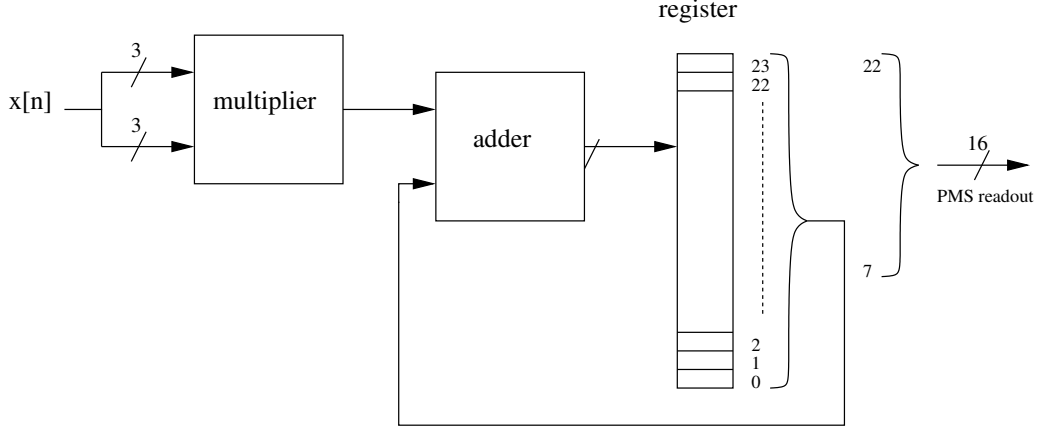 register
3
x[n]
3
multiplier
adder
23
22
2
1
0
22
7
16
PMS readout